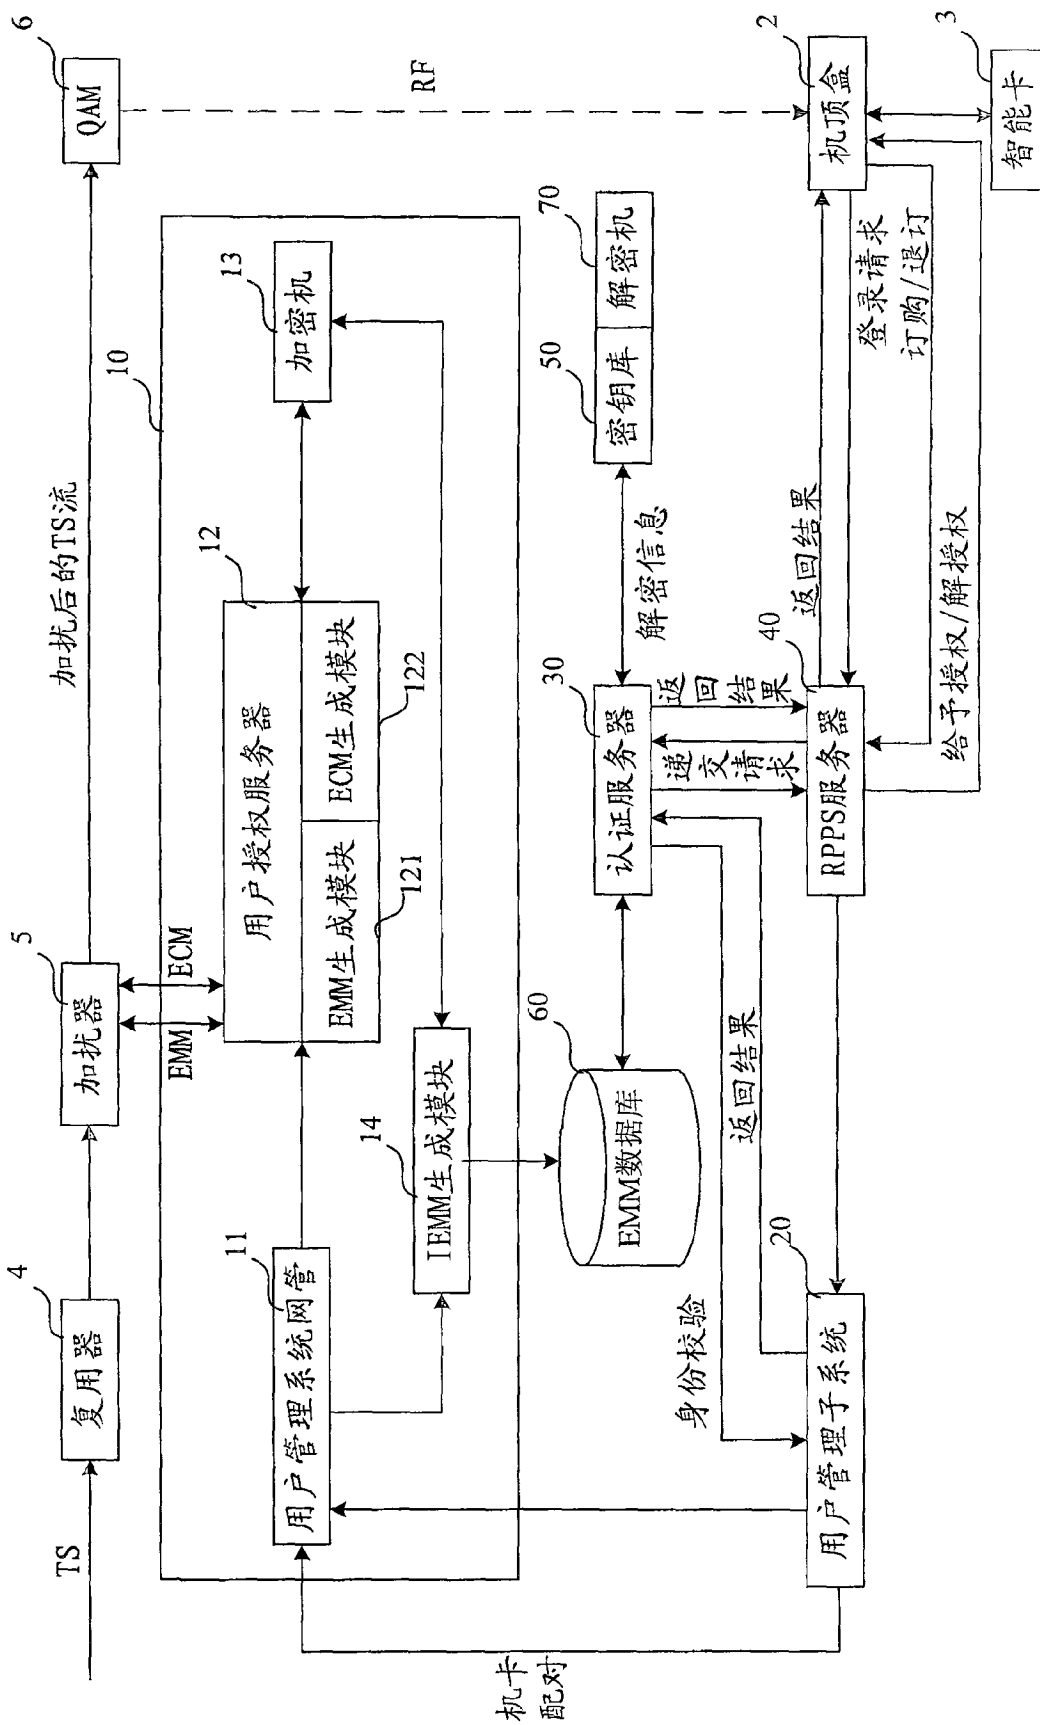 TS
4
复用器
5
加扰器
加扰后的TS流
6
QAM
RF
EMM
ECM
10
11
用户管理系统网管
12
用户授权服务器
EMM生成模块
121
ECM生成模块
122
13
加密机
14
IEMM生成模块
60
EMM数据库
30
认证服务器
解密信息
50
密钥库
70
解密机
返回结果
递交请求
身份校验
返回结果
40
RPPS服务器
返回结果
登录请求
订购/退订
给予授权/解授权
2
机顶盒
3
智能卡
20
用户管理子系统
机卡
配对